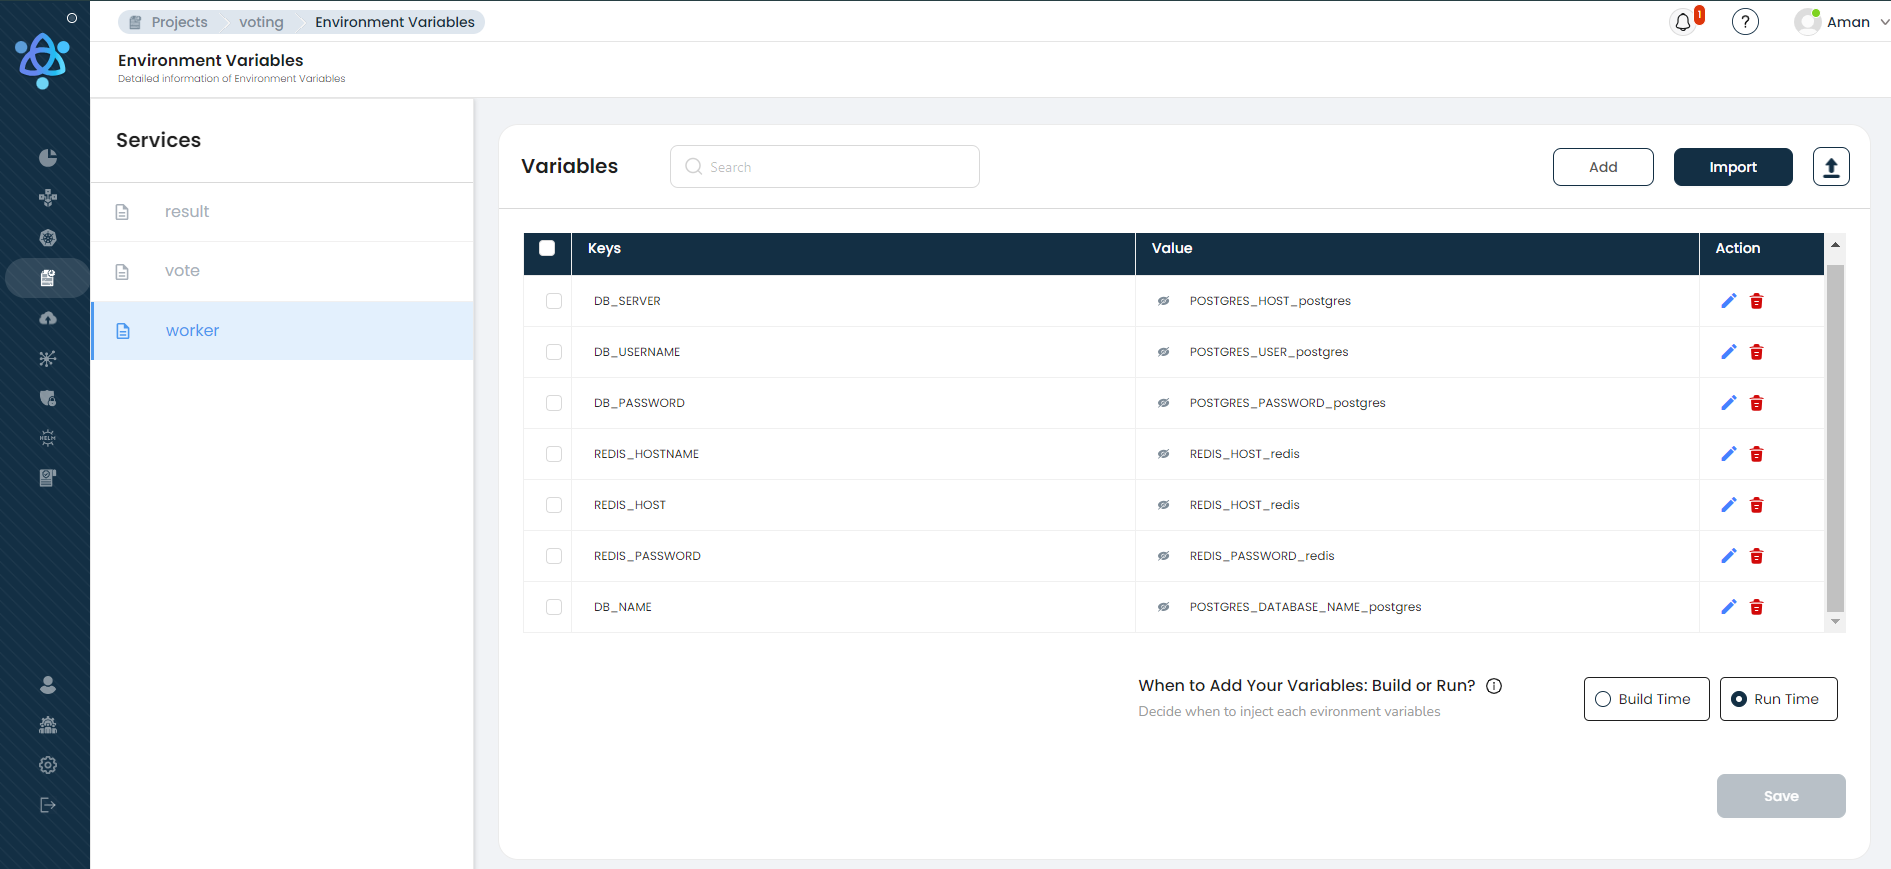 Projects voting Environment Variables
1
?
Aman
Environment Variables
Detailed information of Environment Variables
Services
result
vote
worker
HELM
Variables
Search
Add
Import
Keys Value Action
DB_SERVER POSTGRES_HOST_postgres
DB_USERNAME POSTGRES_USER_postgres
DB_PASSWORD POSTGRES_PASSWORD_postgres
REDIS_HOSTNAME REDIS_HOST_redis
REDIS_HOST REDIS_HOST_redis
REDIS_PASSWORD REDIS_PASSWORD_redis
DB_NAME POSTGRES_DATABASE_NAME_postgres
When to Add Your Variables: Build or Run?
Decide when to inject each evironment variables
Build Time
Run Time
Save